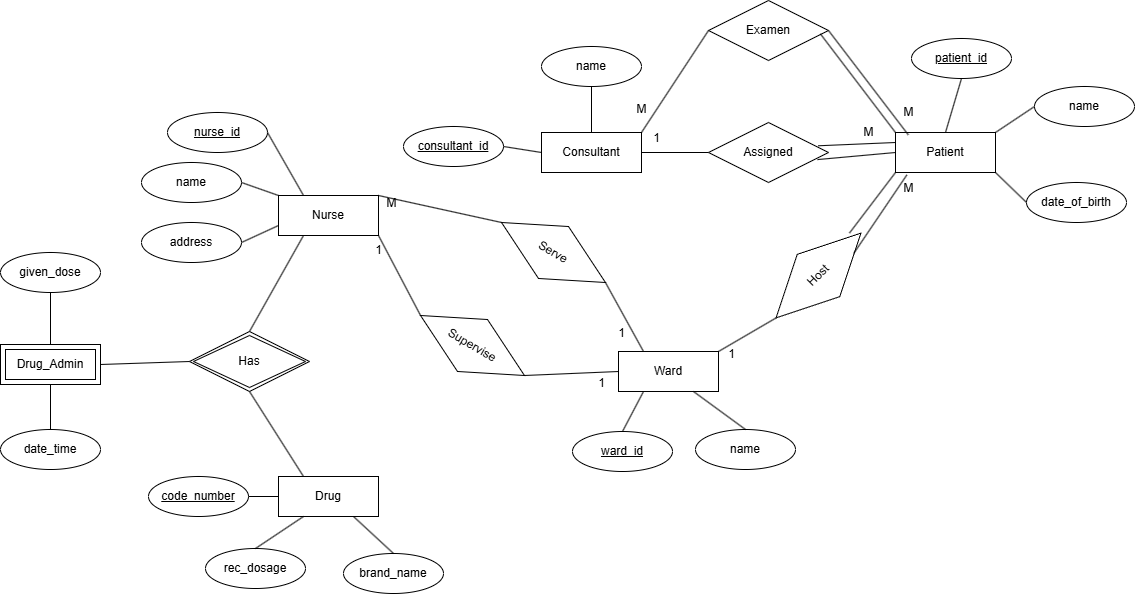 Examen
patient_id
name
name
M
M
nurse_id
1
M
consultant_id
Consultant
Assigned
Patient
name
M
M
date_of_birth
Nurse
address
1
Serve
given_dose
Host
1
Supervise
1
Has
Drug_Admin
Ward
1
date_time
ward_id
name
code_number
Drug
rec_dosage
brand_name